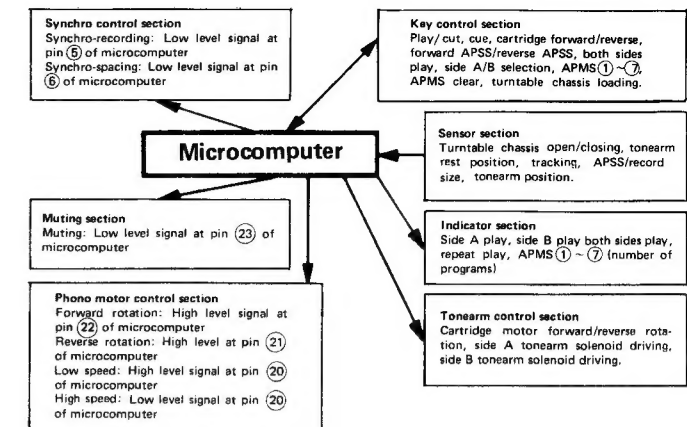 Synchro control section
Synchro-recording: Low level signal at
pin ⑤ of microcomputer
Synchro-spacing: Low level signal at pin
⑥ of microcomputer
Key control section
Play/cut, cue, cartridge forward/reverse,
forward APSS/reverse APSS, both sides
play, side A/B selection, APMS ① ~ ⑦,
APMS clear, turntable chassis loading.
Microcomputer
Sensor section
Turntable chassis open/closing, tonearm
rest position, tracking, APSS/record
size, tonearm position.
Muting section
Muting: Low level signal at pin ㉓ of
microcomputer
Indicator section
Side A play, side B play both sides play,
repeat play, APMS ① ~ ⑦ (number of
programs)
Phono motor control section
Forward rotation: High level signal at
pin ㉒ of microcomputer
Reverse rotation: High level at pin ㉑
of microcomputer
Low speed: High level signal at pin ⑳
of microcomputer
High speed: Low level signal at pin ⑳
of microcomputer
Tonearm control section
Cartridge motor forward/reverse rota-
tion, side A tonearm solenoid driving,
side B tonearm solenoid driving.